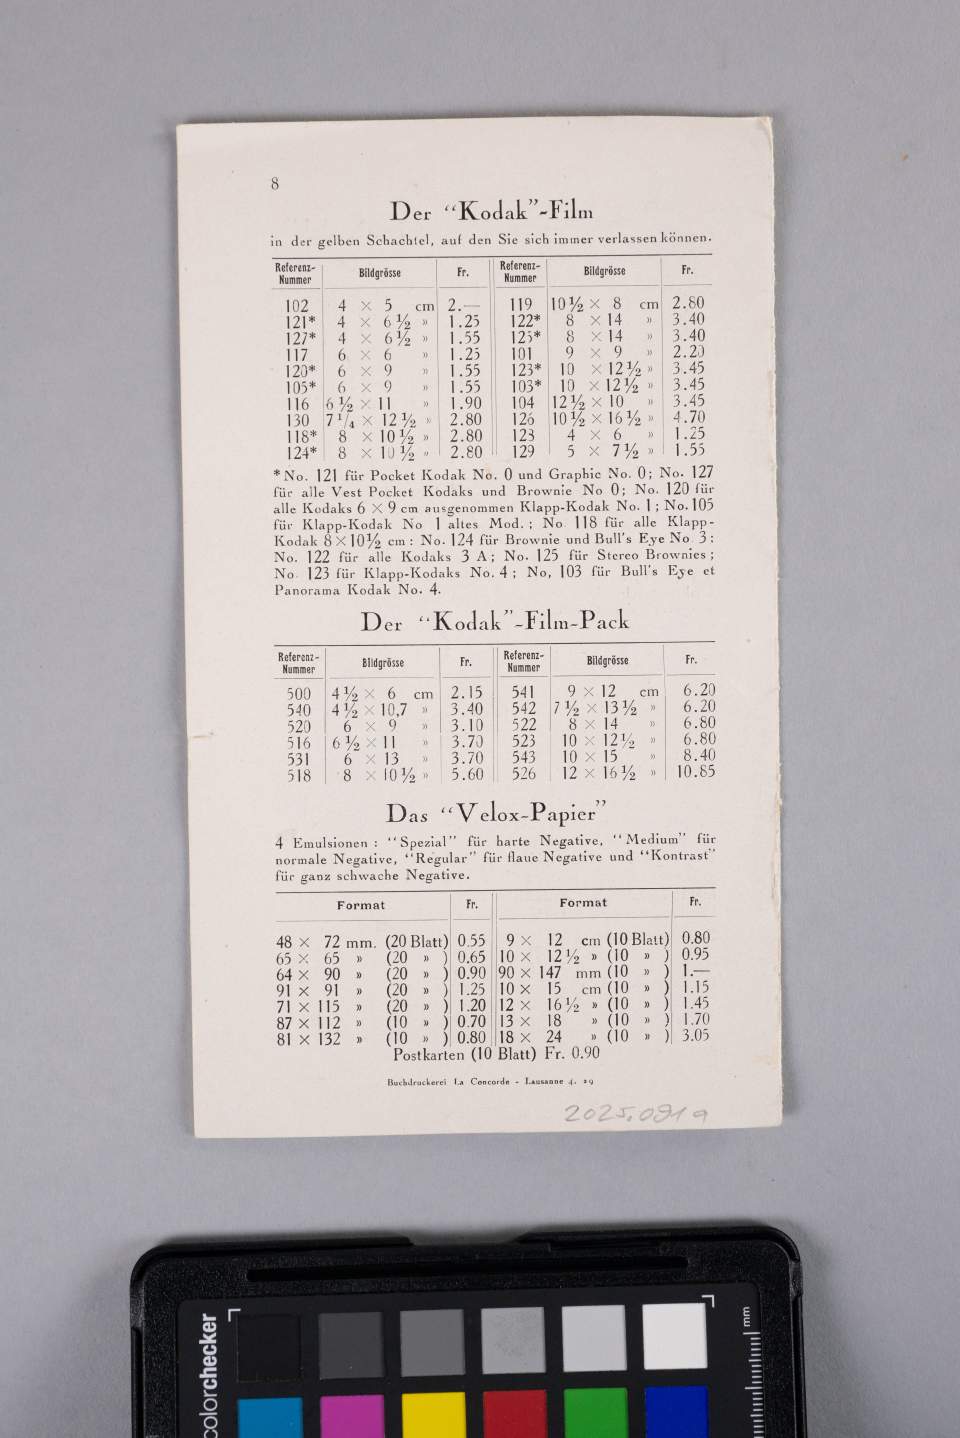 8
Der “Kodak”-Film
in der gelben Schachtel, auf den Sie sich immer verlassen können.
Referenz-Nummer Bildgrösse Fr. Referenz-Nummer Bildgrösse Fr.
102 4 × 5 cm 2.— 119 10½ × 8 cm 2.80
121* 4 × 6½ » 1.25 122* 8 × 14 » 3.40
127* 4 × 6½ » 1.55 125* 8 × 14 » 3.40
117 6 × 6 » 1.25 101 9 × 9 » 2.20
120* 6 × 9 » 1.55 123* 10 × 12½ » 3.45
105* 6 × 9 » 1.55 103* 10 × 12½ » 3.45
116 6½ × 11 » 1.90 104 12½ × 10 » 3.45
130 7¼ × 12½ » 2.80 126 10½ × 16½ » 4.70
118* 8 × 10½ » 2.80 128 4 × 6 » 1.25
124* 8 × 10½ » 2.80 129 5 × 7½ » 1.55
*No. 121 für Pocket Kodak No. 0 und Graphic No. 0; No. 127
für alle Vest Pocket Kodaks und Brownie No 0; No. 120 für
alle Kodaks 6 × 9 cm ausgenommen Klapp-Kodak No. 1; No. 105
für Klapp-Kodak No 1 altes Mod.; No 118 für alle Klapp-
Kodak 8×10½ cm: No. 124 für Brownie und Bull's Eye No. 3:
No. 122 für alle Kodaks 3 A; No. 125 für Stereo Brownies;
No. 123 für Klapp-Kodaks No. 4; No, 103 für Bull's Eye et
Panorama Kodak No. 4.
Der “Kodak”-Film-Pack
Referenz-Nummer Bildgrösse Fr. Referenz-Nummer Bildgrösse Fr.
500 4½ × 6 cm 2.15 541 9 × 12 cm 6.20
540 4½ × 10,7 » 3.40 542 7½ × 13½ » 6.20
520 6 × 9 » 3.10 522 8 × 14 » 6.80
516 6½ × 11 » 3.70 523 10 × 12½ » 6.80
531 6 × 13 » 3.70 543 10 × 15 » 8.40
518 8 × 10½ » 5.60 526 12 × 16½ » 10.85
Das “Velox-Papier”
4 Emulsionen : “Spezial” für harte Negative, “Medium” für
normale Negative, “Regular” für flaue Negative und “Kontrast”
für ganz schwache Negative.
Format Fr. Format Fr.
48 × 72 mm. (20 Blatt) 0.55 9 × 12 cm (10 Blatt) 0.80
65 × 65 » (20 » ) 0.65 10 × 12½ » (10 » ) 0.95
64 × 90 » (20 » ) 0.90 90 × 147 mm (10 » ) 1.—
91 × 91 » (20 » ) 1.25 10 × 15 cm (10 » ) 1.15
71 × 115 » (20 » ) 1.20 12 × 16½ » (10 » ) 1.45
87 × 112 » (10 » ) 0.70 13 × 18 » (10 » ) 1.70
81 × 132 » (10 » ) 0.80 18 × 24 » (10 » ) 3.05
Postkarten (10 Blatt) Fr. 0.90
Buchdruckerei La Concorde - Lausanne 4. 29
2025.0919
colorchecker
mm